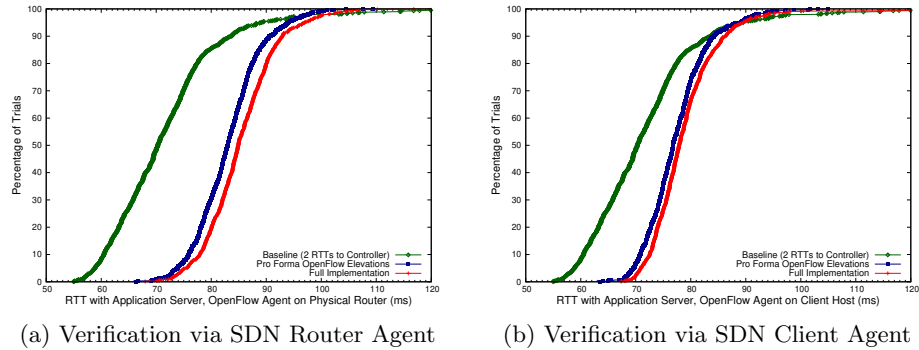 Percentage of Trials
100
90
80
70
60
50
40
30
20
10
0
50 60 70 80 90 100 110 120
Baseline (2 RTTs to Controller)
Pro Forma OpenFlow Elevations
Full Implementation
RTT with Application Server, OpenFlow Agent on Physical Router (ms)
(a) Verification via SDN Router Agent
Percentage of Trials
100
90
80
70
60
50
40
30
20
10
0
50 60 70 80 90 100 110 120
Baseline (2 RTTs to Controller)
Pro Forma OpenFlow Elevations
Full Implementation
RTT with Application Server, OpenFlow Agent on Client Host (ms)
(b) Verification via SDN Client Agent